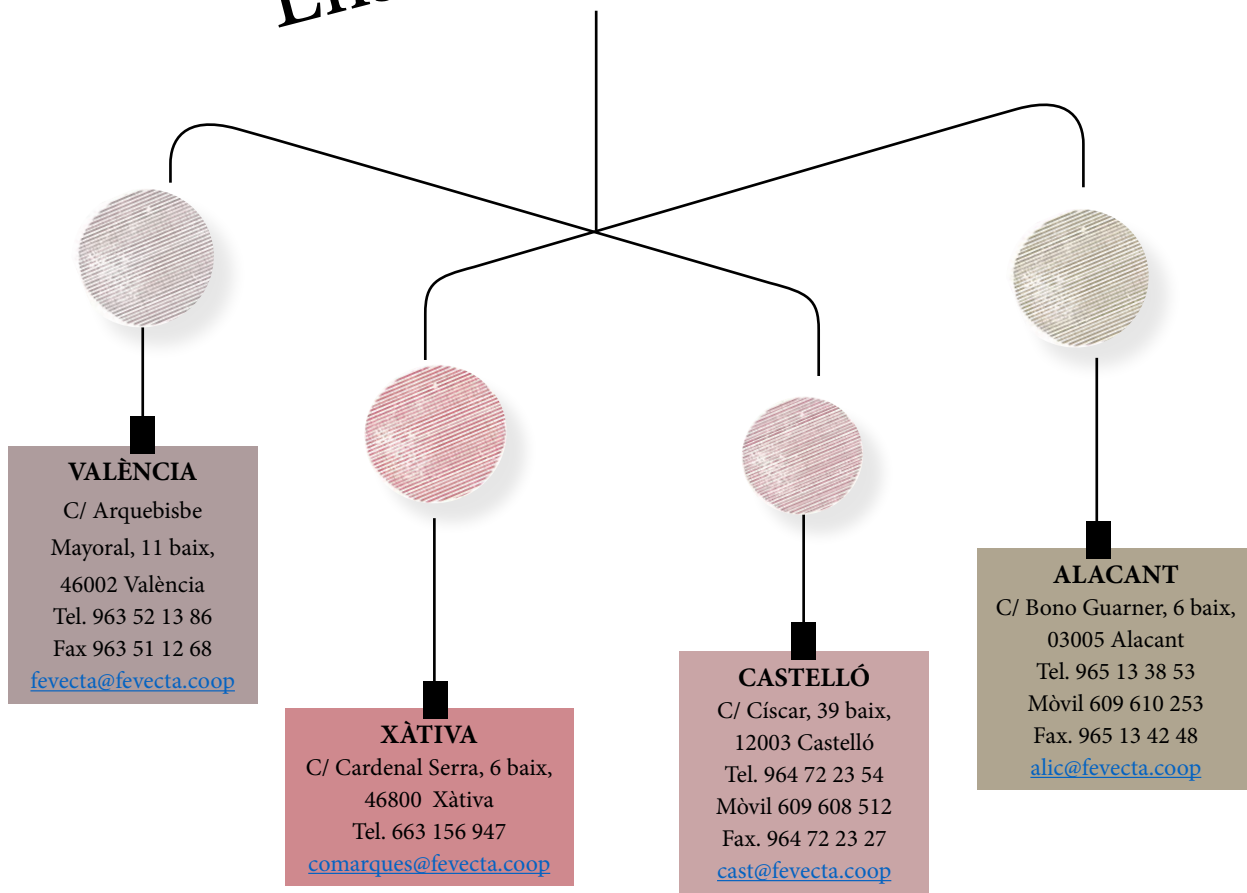 VALÈNCIA
C/ Arquebisbe
Mayoral, 11 baix,
46002 València
Tel. 963 52 13 86
Fax 963 51 12 68
fevecta@fevecta.coop
XÀTIVA
C/ Cardenal Serra, 6 baix,
46800 Xàtiva
Tel. 663 156 947
comarques@fevecta.coop
CASTELLÓ
C/ Císcar, 39 baix,
12003 Castelló
Tel. 964 72 23 54
Mòvil 609 608 512
Fax. 964 72 23 27
cast@fevecta.coop
ALACANT
C/ Bono Guarner, 6 baix,
03005 Alacant
Tel. 965 13 38 53
Mòvil 609 610 253
Fax. 965 13 42 48
alic@fevecta.coop